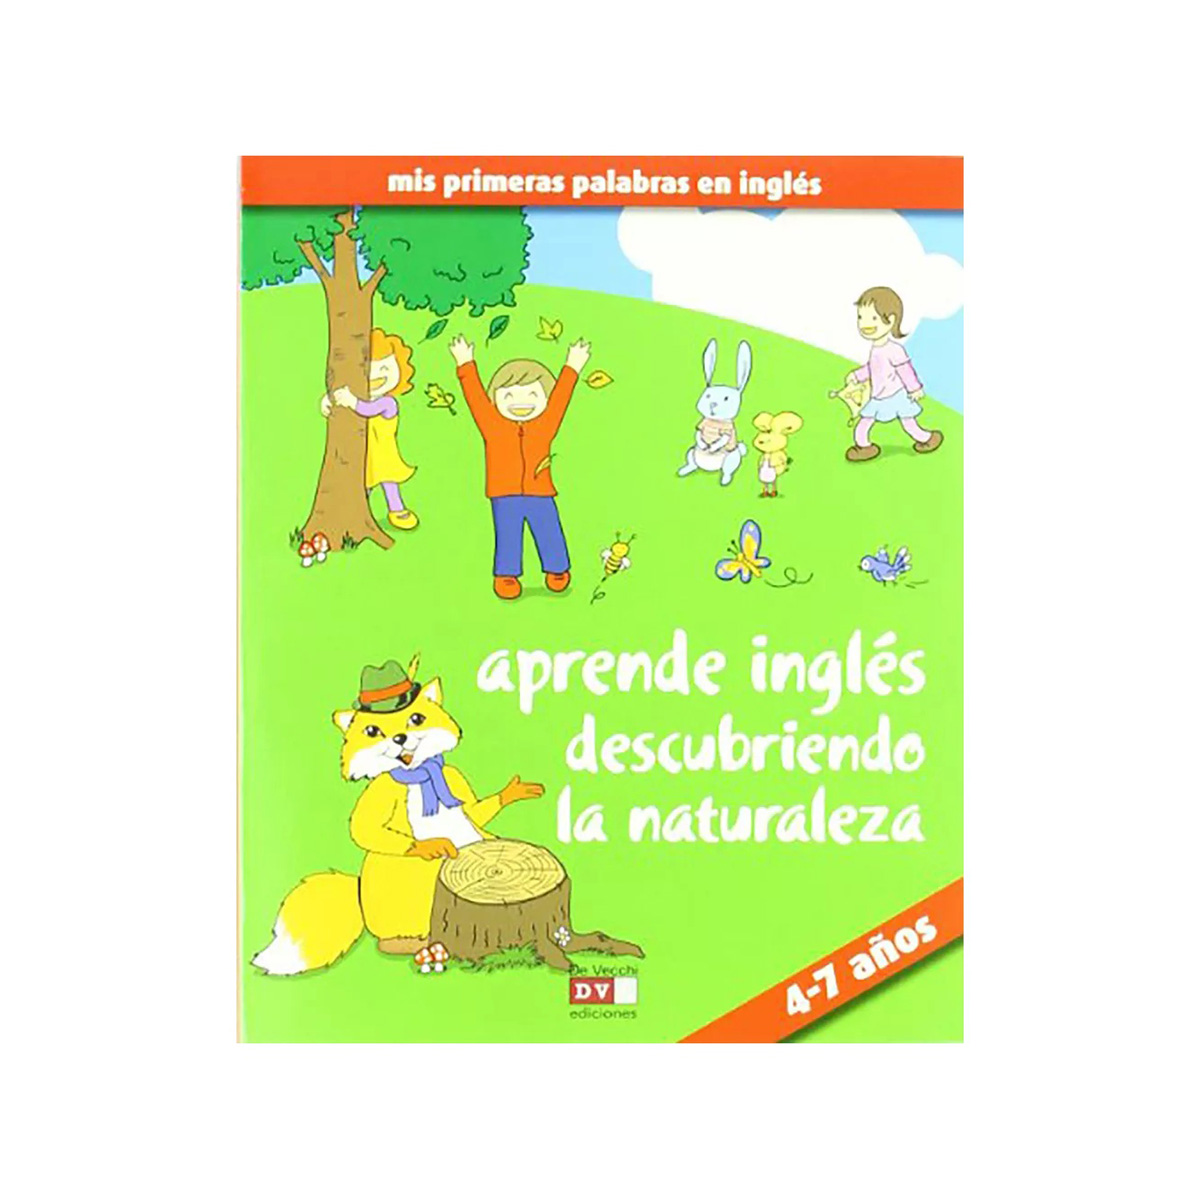 mis primeras palabras en inglés
aprende inglés
descubriendo
la naturaleza
4-7 años
De Vecchi
DV
ediciones